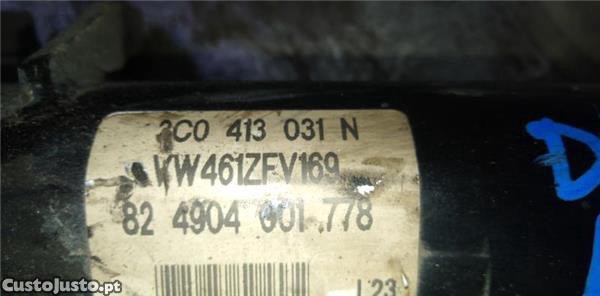 3C0 413 031 N
VW461ZFV169
82 4904 001 778
L23
D
CustoJusto.pt